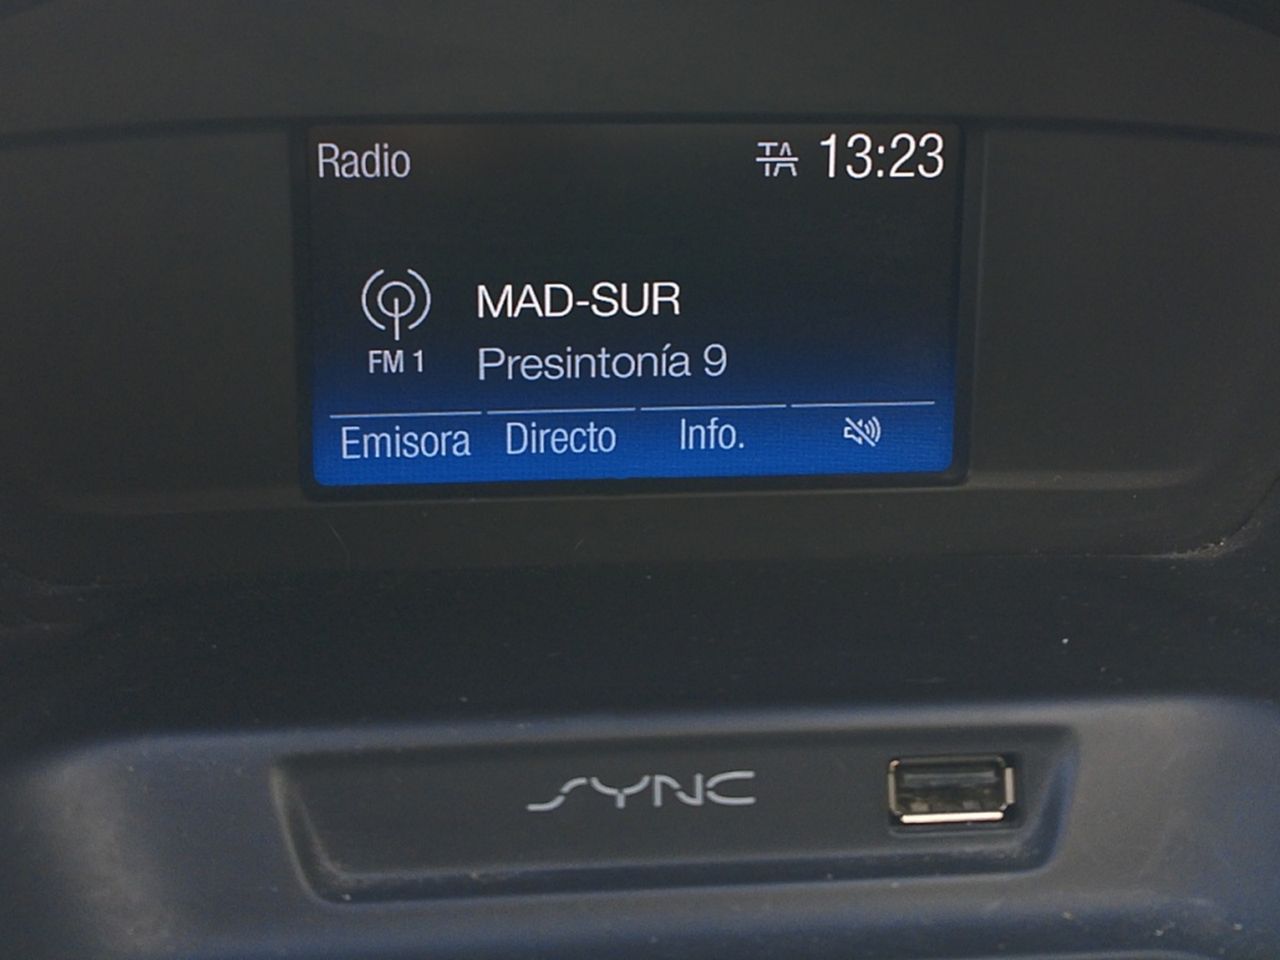 Radio TA 13:23
MAD-SUR
FM 1 Presintonía 9
Emisora Directo Info.
SYNC